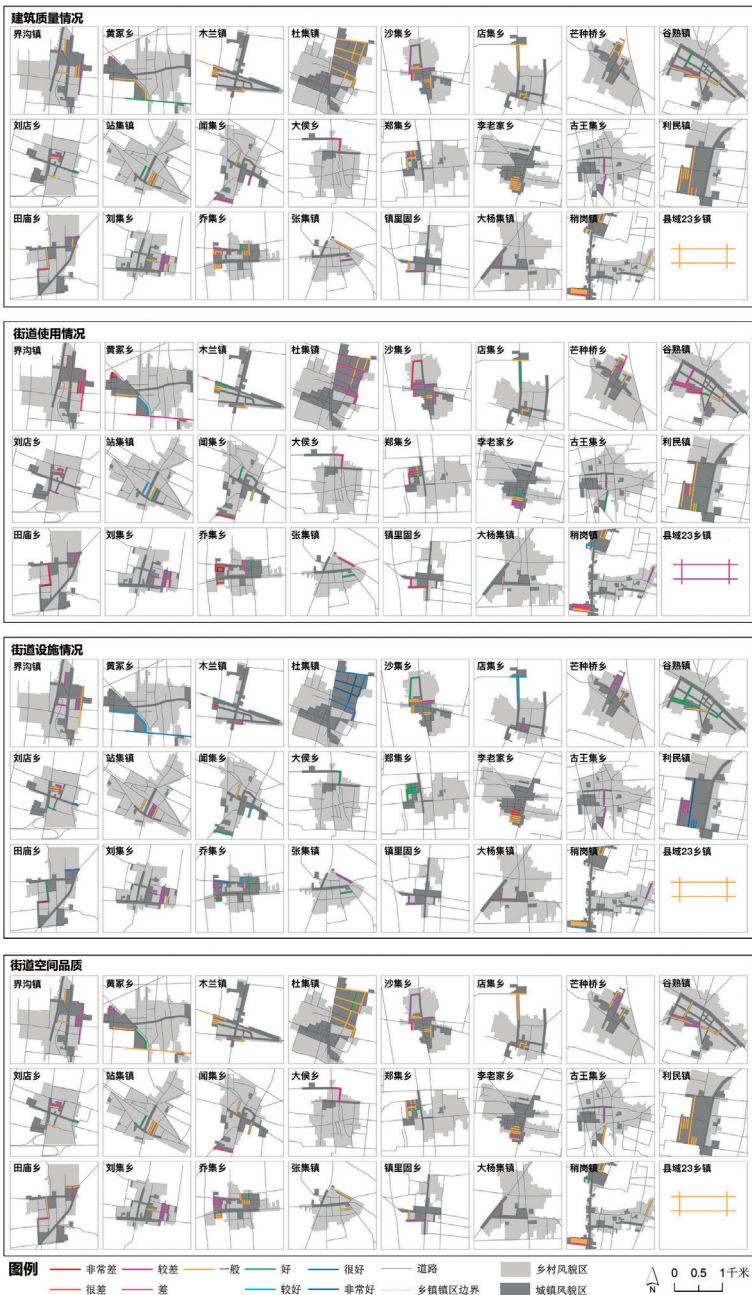 建筑质量情况
界沟镇 黄冢乡 木兰镇 杜集镇 沙集乡 店集乡 芒种桥乡 谷熟镇
刘店乡 站集镇 闻集乡 大侯乡 郑集乡 李老家乡 古王集乡 利民镇
田庙乡 刘集乡 乔集乡 张集镇 镇里固乡 大杨集镇 稍岗镇 县域23乡镇
街道使用情况
界沟镇 黄冢乡 木兰镇 杜集镇 沙集乡 店集乡 芒种桥乡 谷熟镇
刘店乡 站集镇 闻集乡 大侯乡 郑集乡 李老家乡 古王集乡 利民镇
田庙乡 刘集乡 乔集乡 张集镇 镇里固乡 大杨集镇 稍岗镇 县域23乡镇
街道设施情况
界沟镇 黄冢乡 木兰镇 杜集镇 沙集乡 店集乡 芒种桥乡 谷熟镇
刘店乡 站集镇 闻集乡 大侯乡 郑集乡 李老家乡 古王集乡 利民镇
田庙乡 刘集乡 乔集乡 张集镇 镇里固乡 大杨集镇 稍岗镇 县域23乡镇
街道空间品质
界沟镇 黄冢乡 木兰镇 杜集镇 沙集乡 店集乡 芒种桥乡 谷熟镇
刘店乡 站集镇 闻集乡 大侯乡 郑集乡 李老家乡 古王集乡 利民镇
田庙乡 刘集乡 乔集乡 张集镇 镇里固乡 大杨集镇 稍岗镇 县域23乡镇
图例 非常差 较差 一般 好 很好 道路 乡村风貌区 N 0 0.5 1千米
很差 差 较好 非常好 乡镇镇区边界 城镇风貌区